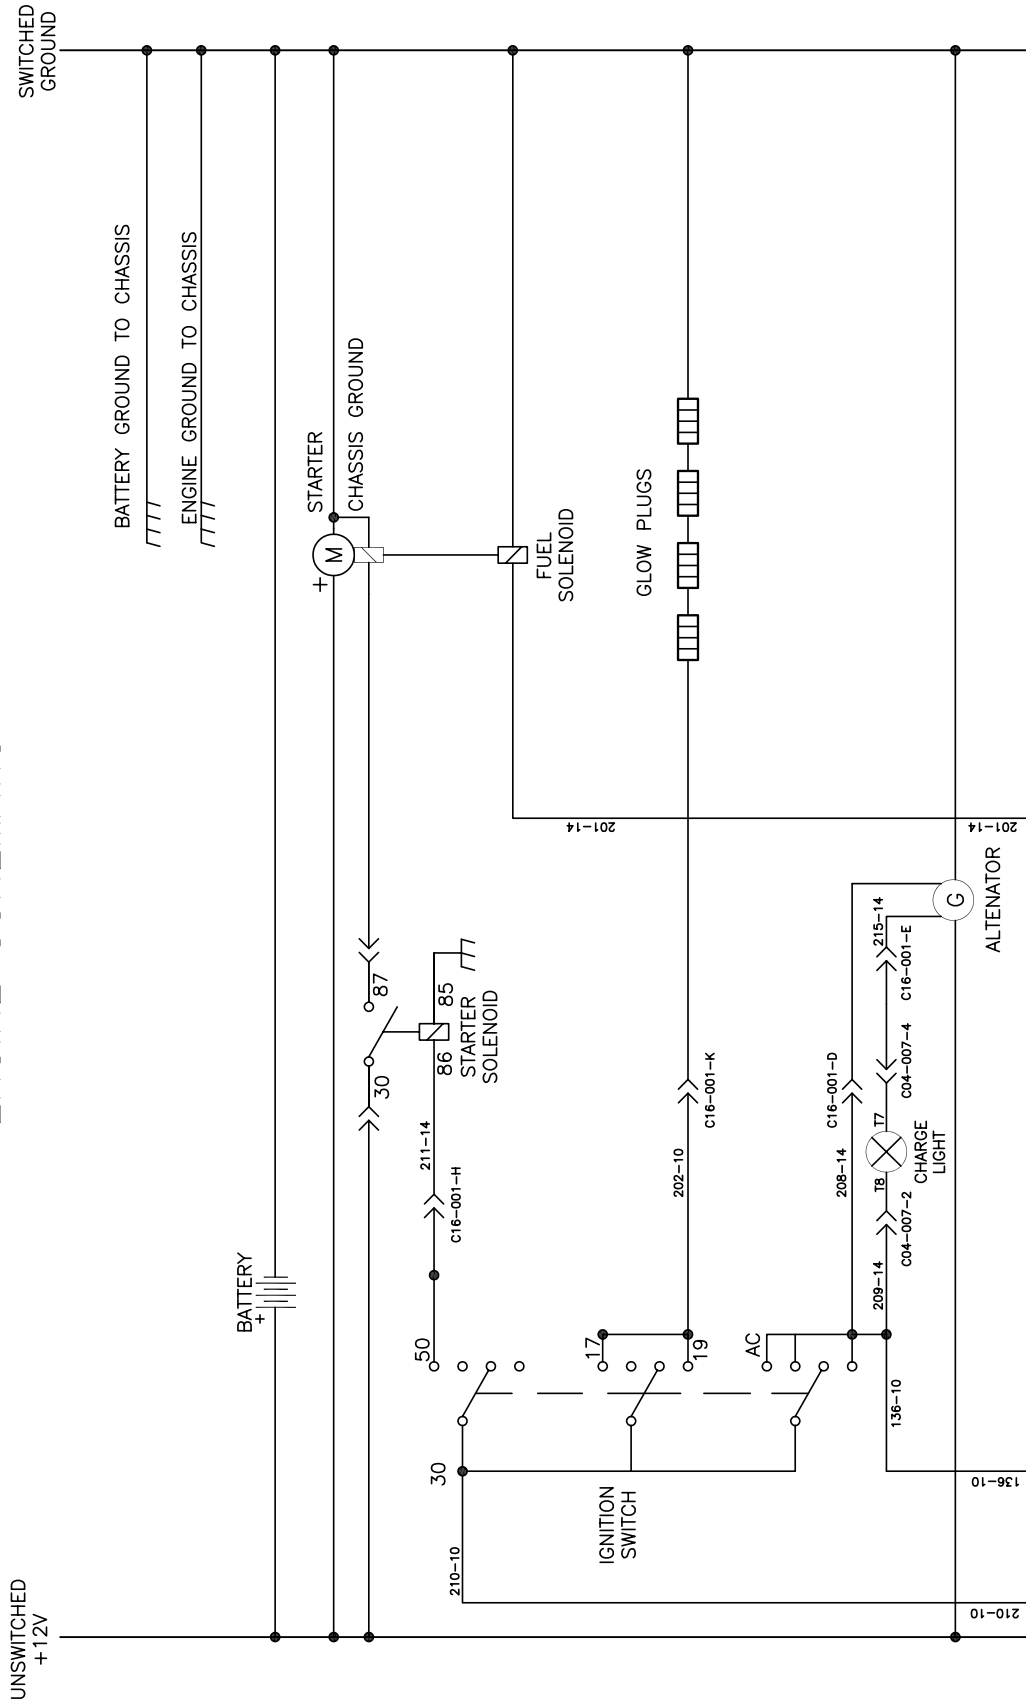 SWITCHED
GROUND
BATTERY GROUND TO CHASSIS
ENGINE GROUND TO CHASSIS
STARTER
CHASSIS GROUND
+
M
FUEL
SOLENOID
GLOW PLUGS
201-14
201-14
ALTENATOR
G
215-14
C16-001-E
C04-007-4
T7
CHARGE
LIGHT
T8
C04-007-2
209-14
C16-001-D
208-14
C16-001-K
202-10
87
30
85
86
STARTER
SOLENOID
211-14
C16-001-H
BATTERY
+
50
17
19
AC
136-10
136-10
30
IGNITION
SWITCH
210-10
210-10
UNSWITCHED
+12V